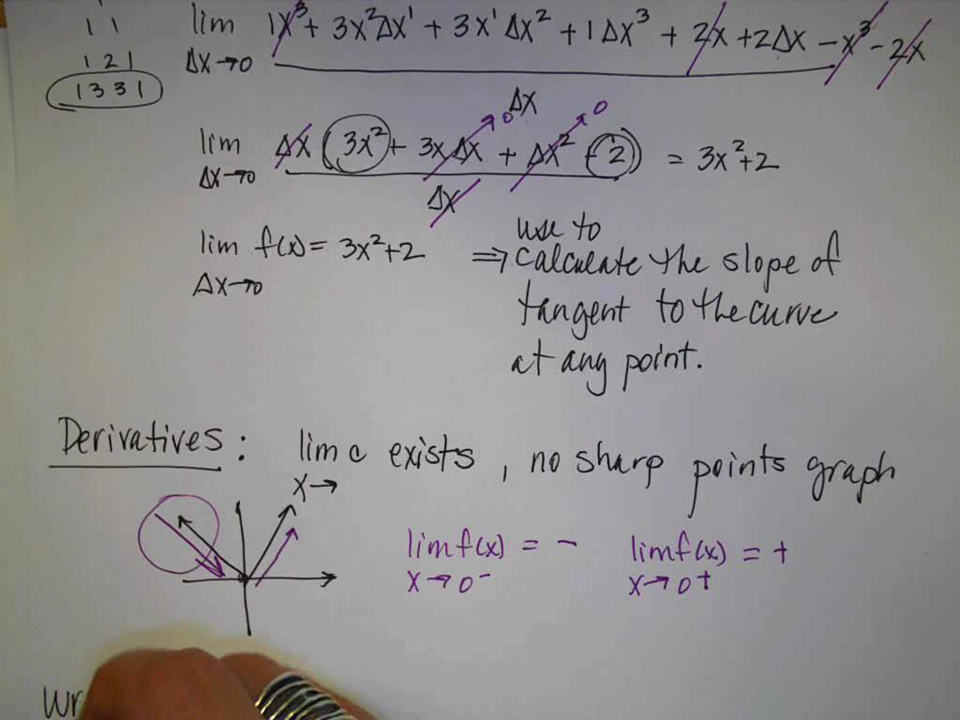 1 1
lim 1x³ + 3x²Δx¹ + 3x¹Δx² + 1Δx³ + 2x + 2Δx - x³ - 2x
1 2 1 Δx→0
1 3 3 1 Δx
lim Δx(3x² + 3xΔx + Δx² + 2) = 3x²+2
0 0
Δx→0 Δx
lim f(x) = 3x²+2 ⇒ use to
Δx→0 calculate the slope of
tangent to the curve
at any point.
Derivatives: lim c exists, no sharp points graph
x→
lim f(x) = - lim f(x) = +
x→0⁻ x→0+
Wr